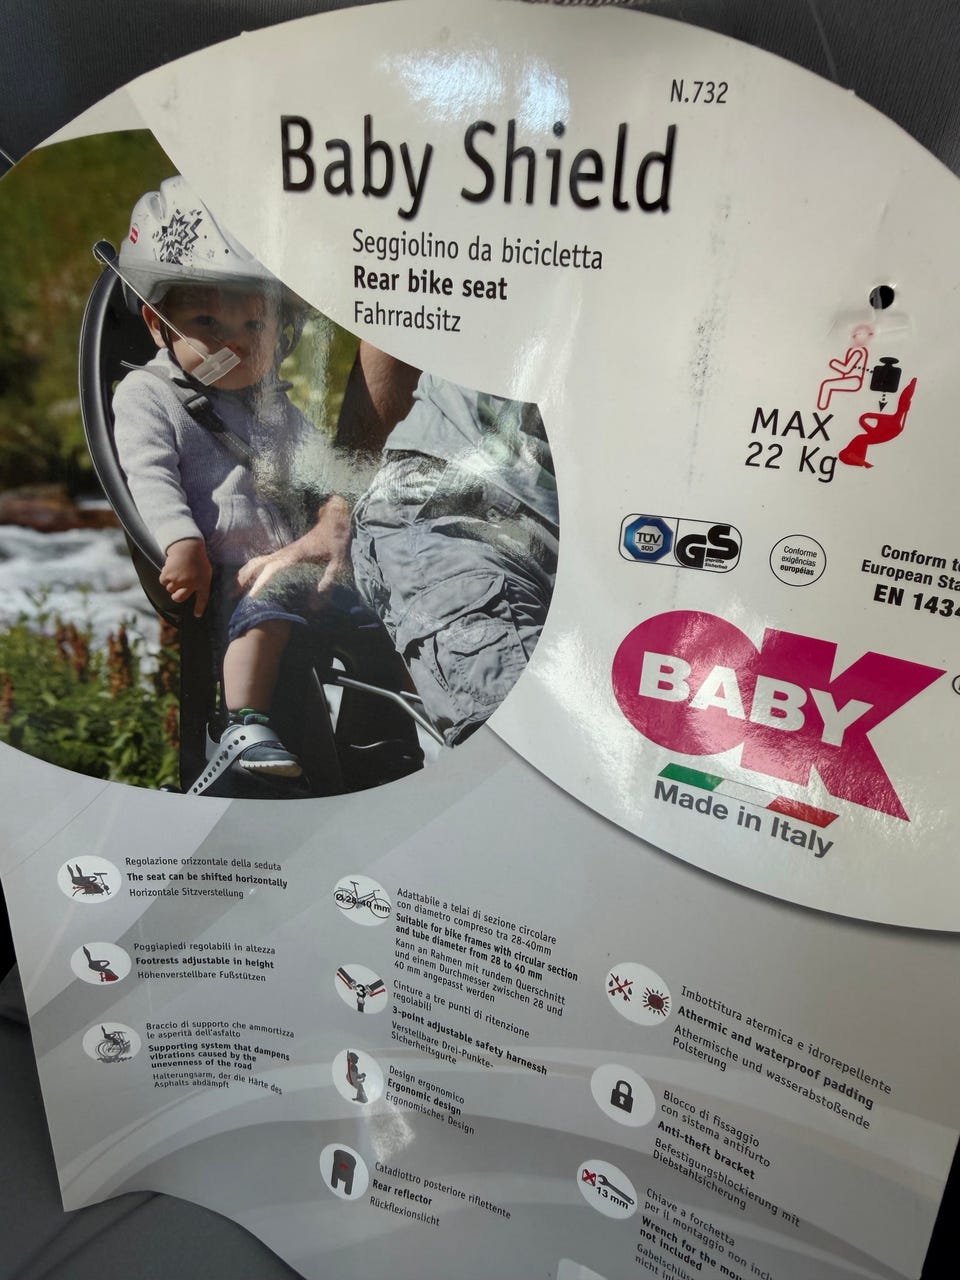 N.732
Baby Shield
Seggiolino da bicicletta
Rear bike seat
Fahrradsitz
MAX
22 Kg
TÜV
SÜD
GS
geprüfte
Sicherheit
Conforme
exigências
européias
Conform
European
EN
OK
BABY
Made in Italy
Regolazione orizzontale della seduta
The seat can be shifted horizontally
Horizontale Sitzverstellung
Poggiapiedi regolabili in altezza
Footrests adjustable in height
Höhenverstellbare Fußstützen
Braccio di supporto che ammortizza
le asperità dell'asfalto
Supporting system that dampens
vibrations caused by the
unevenness of the road
Halterungsarm, der die Härte des
Asphalts abdämpft
Ø 28-40 mm
Adattabile a telai di sezione circolare
con diametro compreso tra 28-40mm
Suitable for bike frames with circular section
and tube diameter from 28 to 40 mm
Kann an Rahmen mit rundem Querschnitt
und einem Durchmesser zwischen 28 und
40 mm angepasst werden
3
Cinture a tre punti di ritenzione
regolabili
3-point adjustable safety harnessh
Verstellbare Drei-Punkte-
Sicherheitsgurte
Design ergonomico
Ergonomic design
Ergonomisches Design
Catadiottro posteriore riflettente
Rear reflector
Rückflexionslicht
Imbottitura atermica e idrorepellente
Athermic and waterproof padding
Athermische und wasserabstoßende
Polsterung
Blocco di fissaggio
con sistema antifurto
Anti-theft bracket
Befestigungsblockierung mit
Diebstahlsicherung
13 mm
Chiave a forchetta
per il montaggio non
Wrench for the
not included